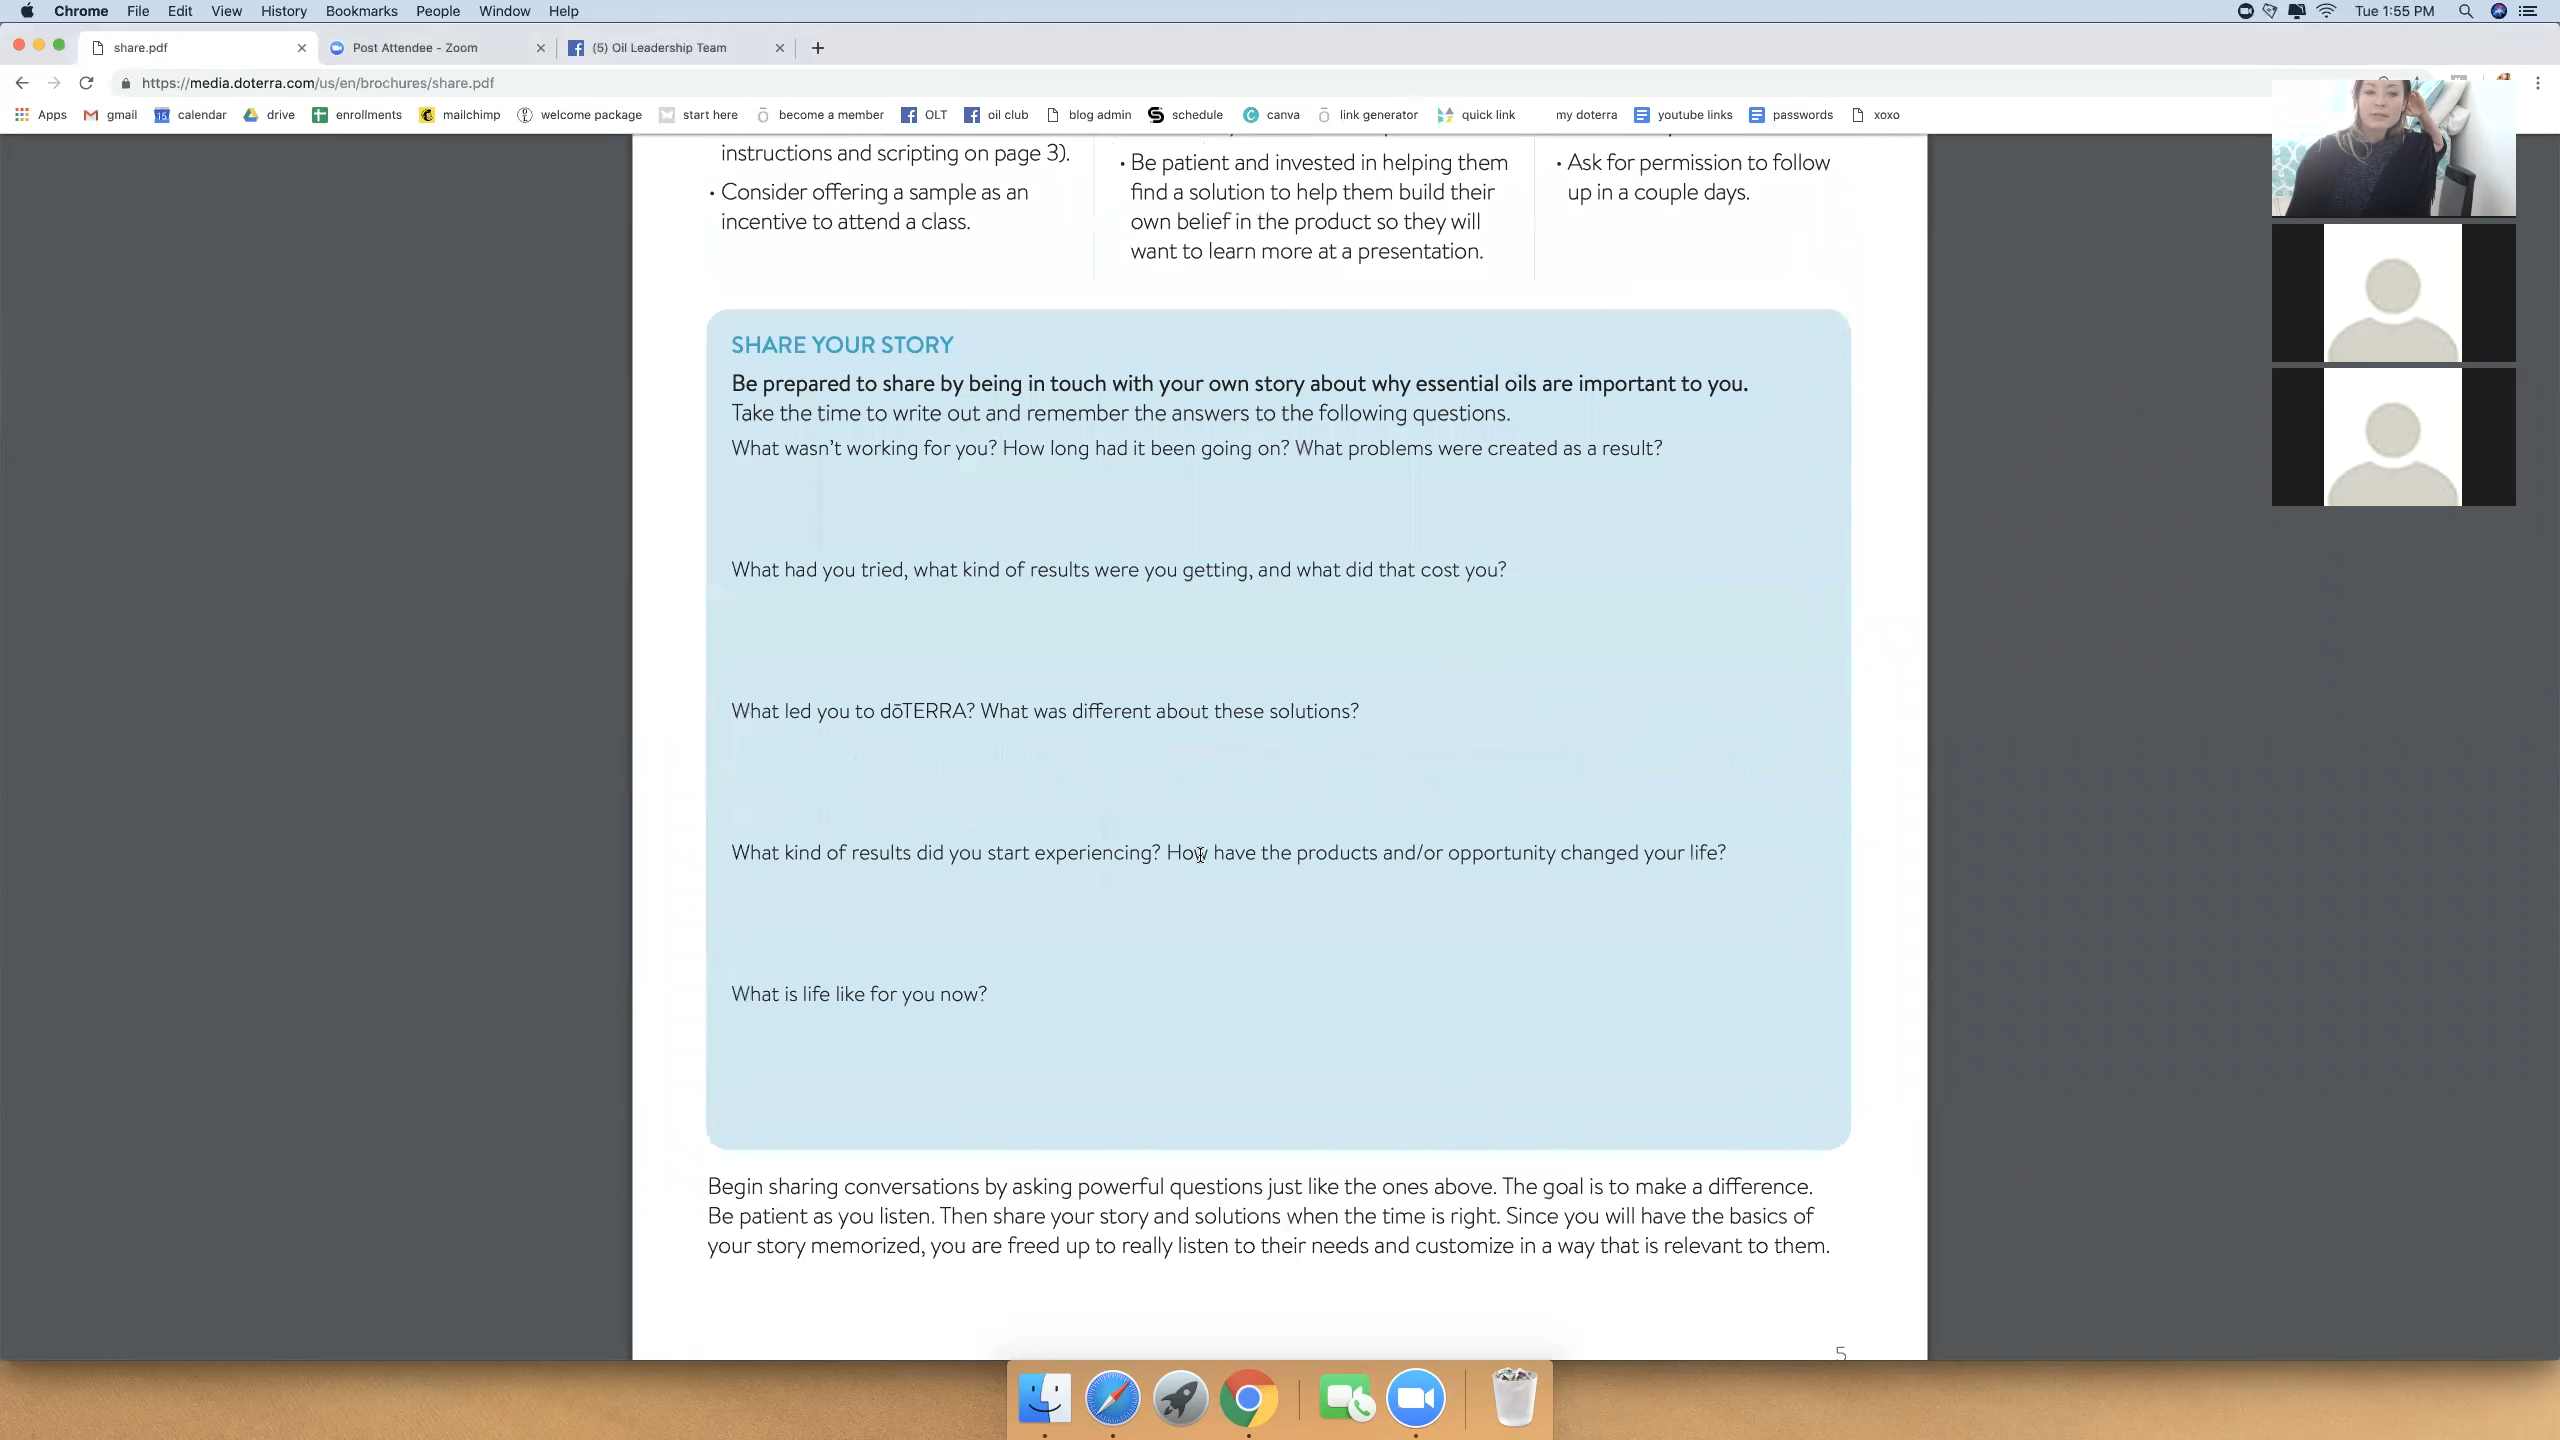 Chrome File Edit View History Bookmarks People Window Help
Tue 1:55 PM
share.pdf
Post Attendee - Zoom
(5) Oil Leadership Team
https://media.doterra.com/us/en/brochures/share.pdf
Apps gmail calendar drive enrollments mailchimp welcome package start here become a member OLT oil club blog admin schedule canva link generator quick link my doterra youtube links passwords xoxo
instructions and scripting on page 3).
• Consider offering a sample as an
incentive to attend a class.
• Be patient and invested in helping them
find a solution to help them build their
own belief in the product so they will
want to learn more at a presentation.
• Ask for permission to follow
up in a couple days.
SHARE YOUR STORY
Be prepared to share by being in touch with your own story about why essential oils are important to you.
Take the time to write out and remember the answers to the following questions.
What wasn't working for you? How long had it been going on? What problems were created as a result?
What had you tried, what kind of results were you getting, and what did that cost you?
What led you to dōTERRA? What was different about these solutions?
What kind of results did you start experiencing? How have the products and/or opportunity changed your life?
What is life like for you now?
Begin sharing conversations by asking powerful questions just like the ones above. The goal is to make a difference.
Be patient as you listen. Then share your story and solutions when the time is right. Since you will have the basics of
your story memorized, you are freed up to really listen to their needs and customize in a way that is relevant to them.
5